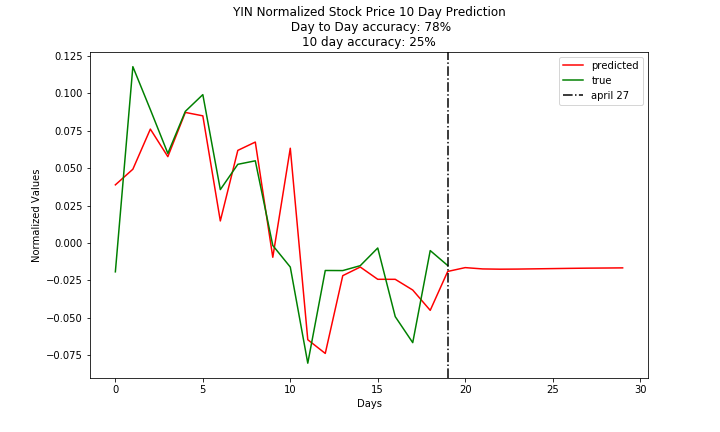 YIN Normalized Stock Price 10 Day Prediction
Day to Day accuracy: 78%
10 day accuracy: 25%
predicted
true
april 27
Normalized Values
0.125
0.100
0.075
0.050
0.025
0.000
−0.025
−0.050
−0.075
0
5
10
15
20
25
30
Days